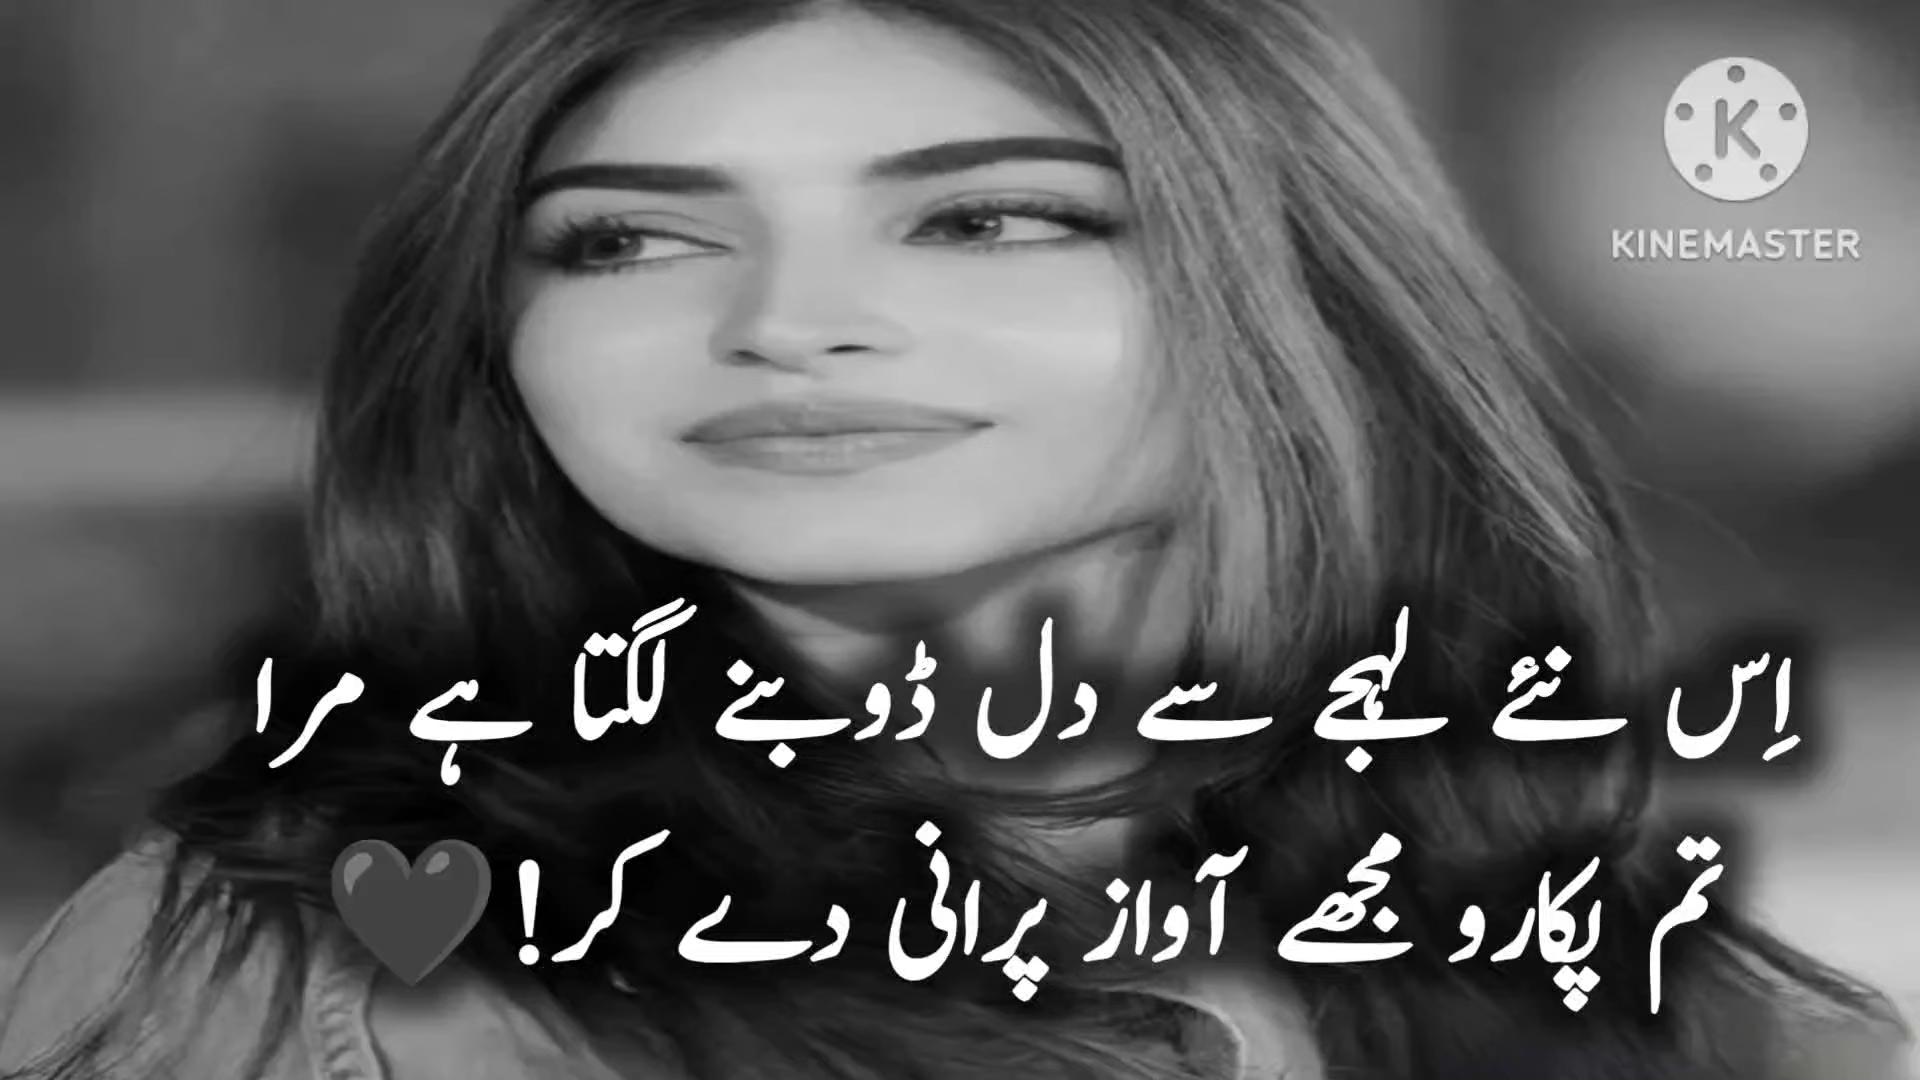 KINEMASTER
اِس نئے لہجے سے دل ڈوبنے لگتا ہے مرا
تم پکارو مجھے آواز پرانی دے کر!🖤